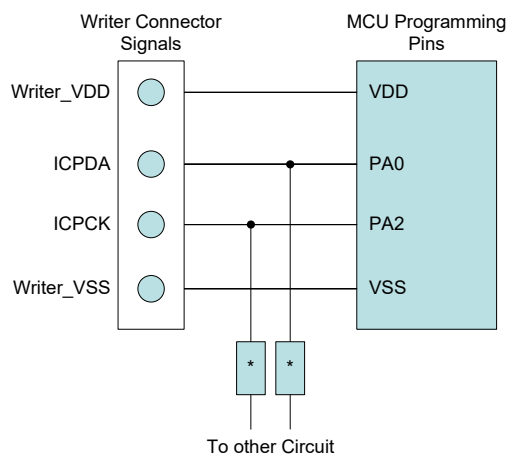 Writer Connector
Signals
MCU Programming
Pins
Writer_VDD
VDD
ICPDA
PA0
ICPCK
PA2
Writer_VSS
VSS
* *
To other Circuit